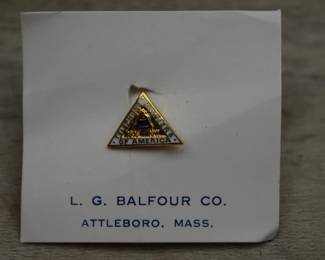 OF AMERICA
L. G. BALFOUR CO.
ATTLEBORO, MASS.